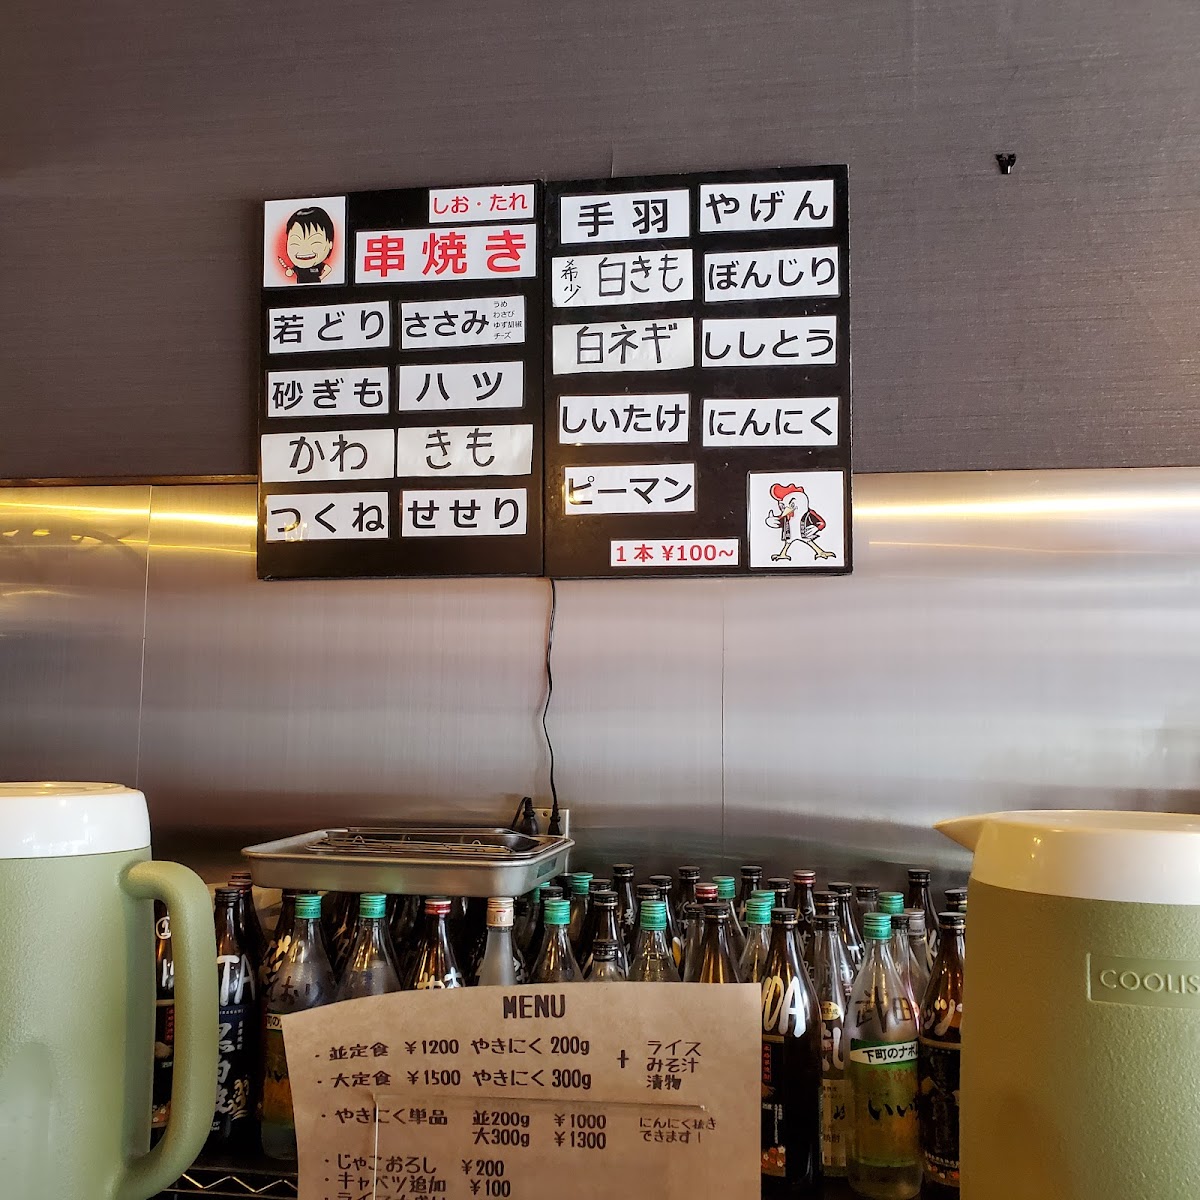 しお・たれ
串焼き
若どり
ささみ
うめ
わさび
ゆず胡椒
チーズ
砂ぎも
ハツ
かわ
きも
つくね
せせり
手羽
やげん
希少 白きも
ぼんじり
白ネギ
ししとう
しいたけ
にんにく
ピーマン
1本 ¥100~
MENU
・並定食 ¥1200 やきにく 200g
・大定食 ¥1500 やきにく 300g
+ ライス
みそ汁
漬物
・やきにく単品 並200g ¥1000
大300g ¥1300
にんにく抜き
できます!
・じゃこおろし ¥200
・キャベツ追加 ¥100
武田
下町のナポ
COOLIS